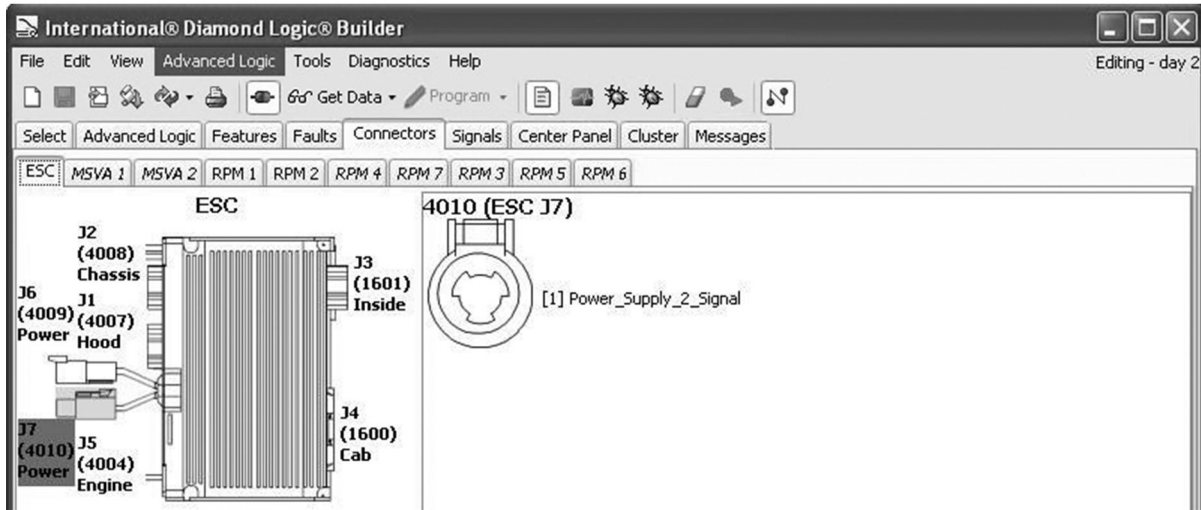 International® Diamond Logic® Builder
File Edit View Advanced Logic Tools Diagnostics Help
Editing - day 2
Get Data Program
Select Advanced Logic Features Faults Connectors Signals Center Panel Cluster Messages
ESC MSVA 1 MSVA 2 RPM 1 RPM 2 RPM 4 RPM 7 RPM 3 RPM 5 RPM 6
ESC
J2
(4008)
Chassis
J6
(4009)
Power
J1
(4007)
Hood
J3
(1601)
Inside
J7
(4010)
Power
J5
(4004)
Engine
J4
(1600)
Cab
4010 (ESC J7)
[1] Power_Supply_2_Signal